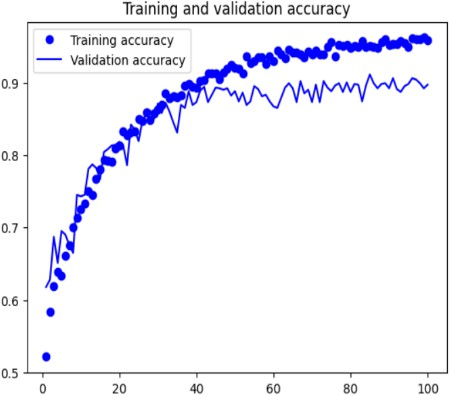 Training and validation accuracy
Training accuracy
Validation accuracy
0.9
0.8
0.7
0.6
0.5
0 20 40 60 80 100